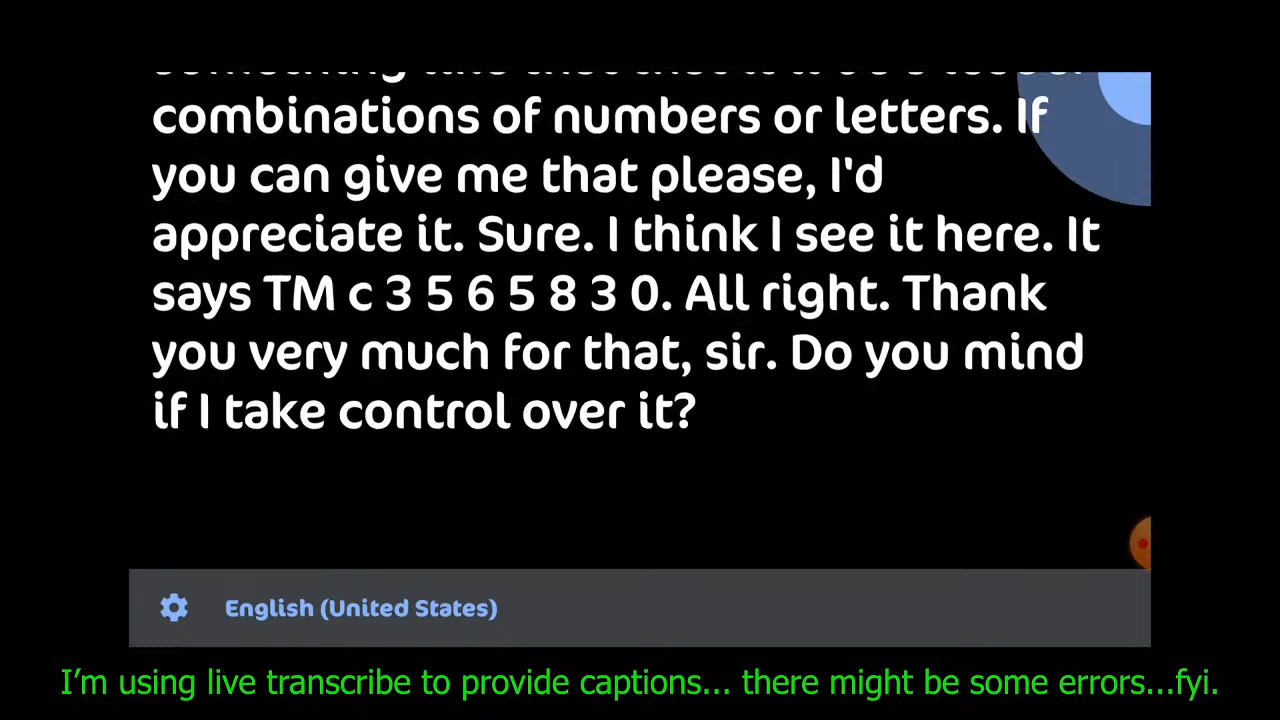 combinations of numbers or letters. If
you can give me that please, I'd
appreciate it. Sure. I think I see it here. It
says TM c 3 5 6 5 8 3 0. All right. Thank
you very much for that, sir. Do you mind
if I take control over it?
English (United States)
I’m using live transcribe to provide captions... there might be some errors...fyi.